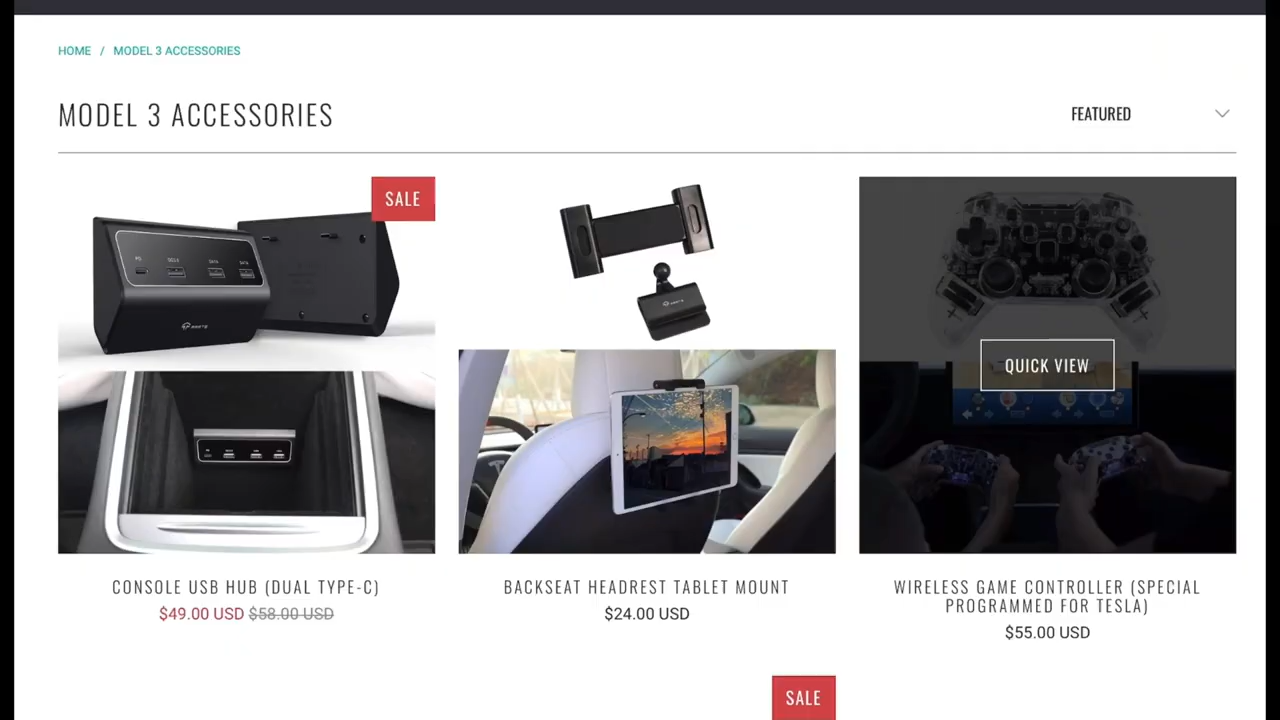 HOME / MODEL 3 ACCESSORIES
MODEL 3 ACCESSORIES
FEATURED
SALE
QUICK VIEW
CONSOLE USB HUB (DUAL TYPE-C)
$49.00 USD $58.00 USD
BACKSEAT HEADREST TABLET MOUNT
$24.00 USD
WIRELESS GAME CONTROLLER (SPECIAL
PROGRAMMED FOR TESLA)
$55.00 USD
SALE